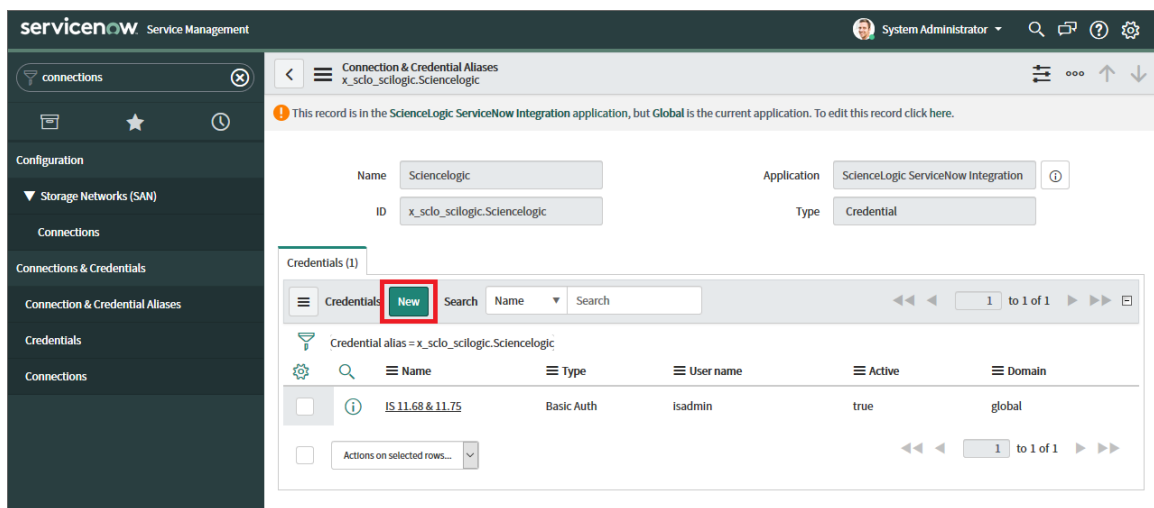 servicenow Service Management
System Administrator
connections
Connection & Credential Aliases
x_sclo_scilogic.Sciencelogic
This record is in the ScienceLogic ServiceNow Integration application, but Global is the current application. To edit this record click here.
Configuration
Storage Networks (SAN)
Connections
Connections & Credentials
Connection & Credential Aliases
Credentials
Connections
Name Sciencelogic
Application ScienceLogic ServiceNow Integration
ID x_sclo_scilogic.Sciencelogic
Type Credential
Credentials (1)
Credentials New Search Name Search 1 to 1 of 1
Credential alias = x_sclo_scilogic.Sciencelogic
Name Type User name Active Domain
IS 11.68 & 11.75 Basic Auth isadmin true global
Actions on selected rows... 1 to 1 of 1